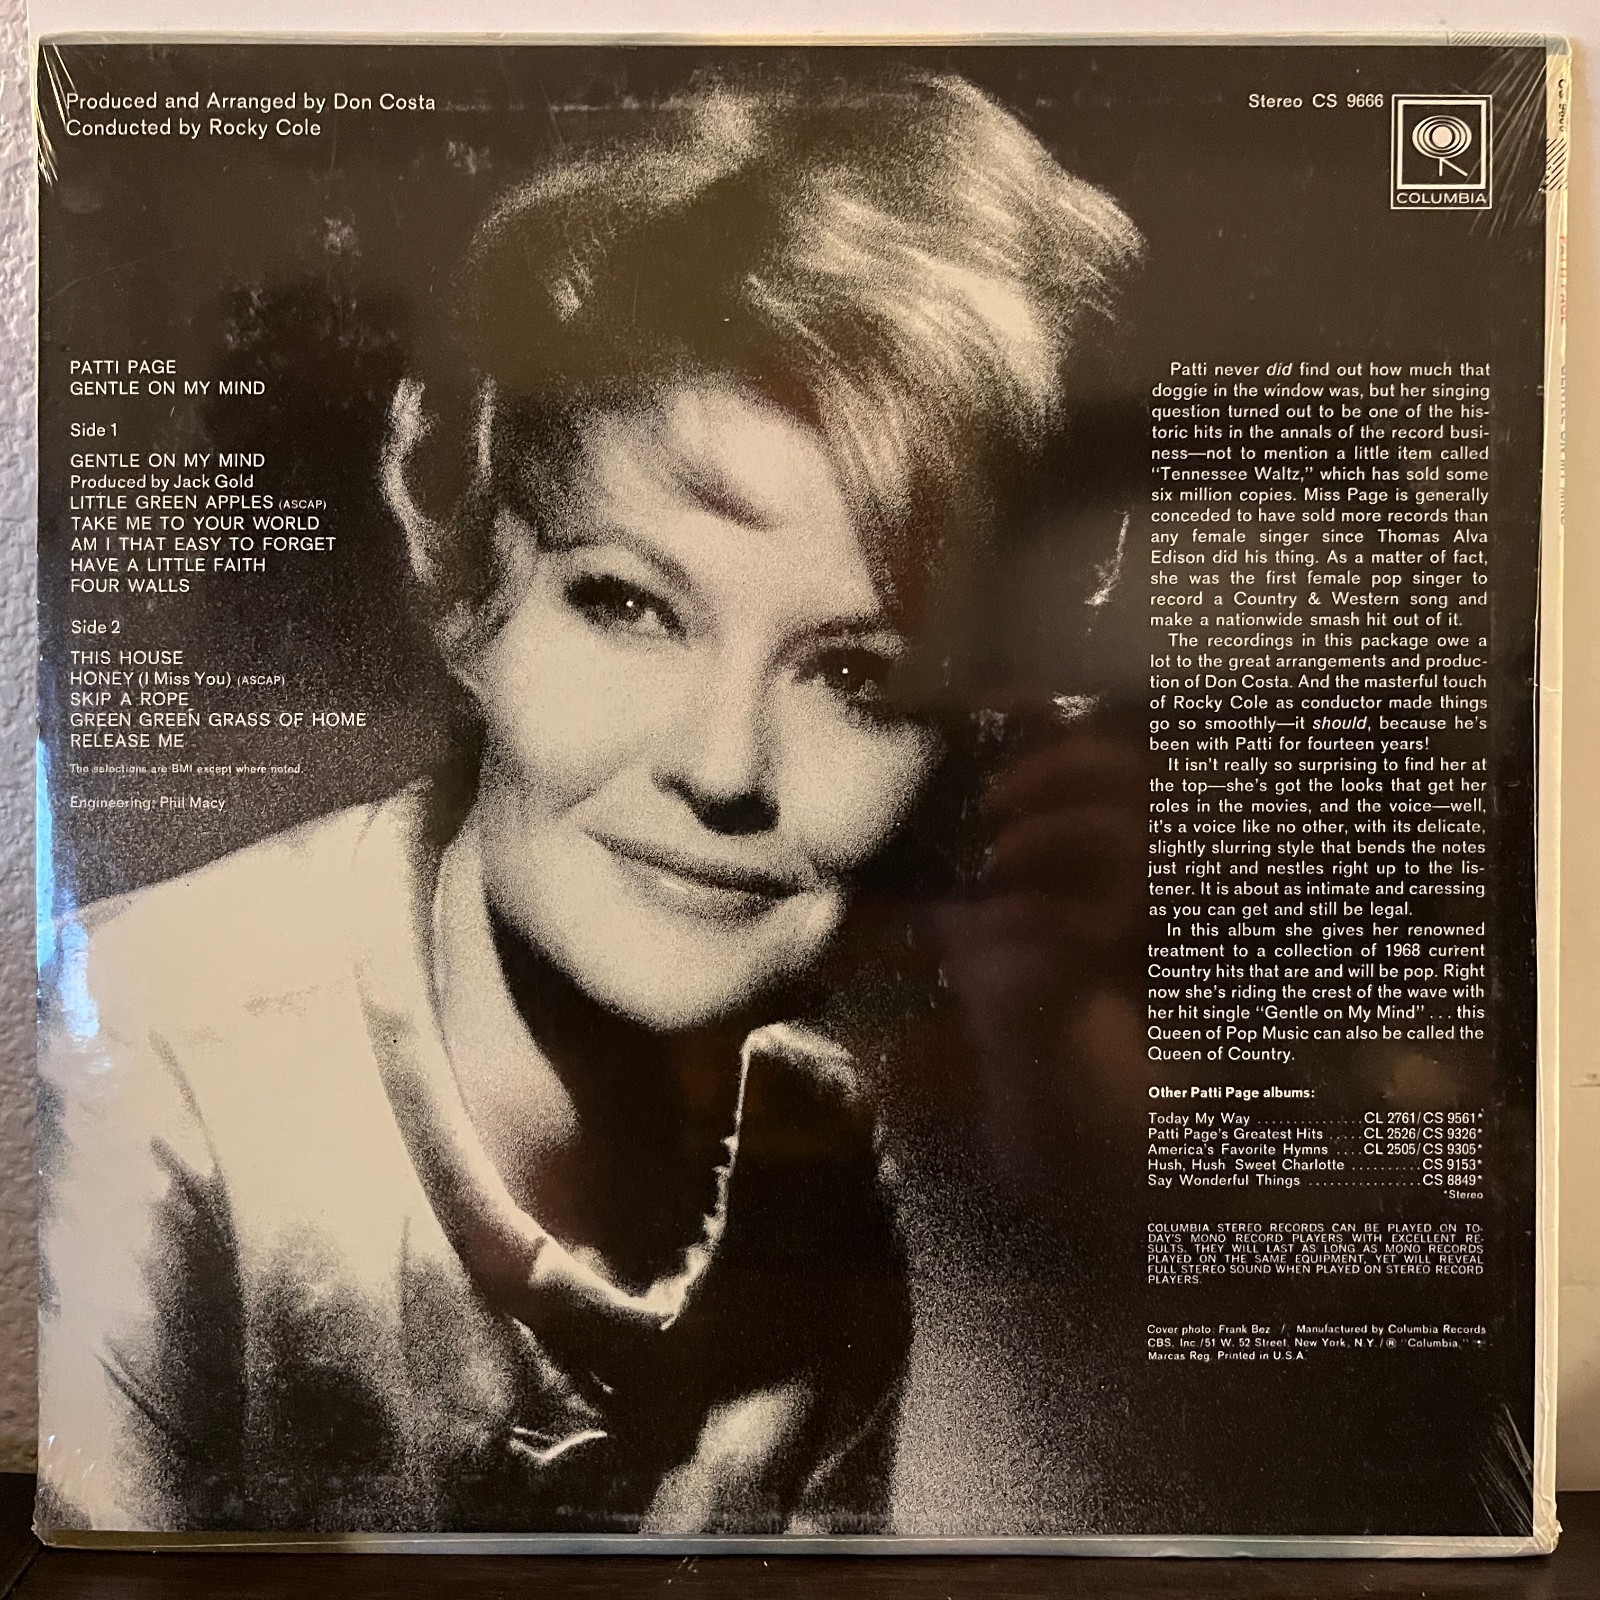 Produced and Arranged by Don Costa
Conducted by Rocky Cole
Stereo CS 9666
COLUMBIA
PATTI PAGE
GENTLE ON MY MIND
Side 1
GENTLE ON MY MIND
Produced by Jack Gold
LITTLE GREEN APPLES (ASCAP)
TAKE ME TO YOUR WORLD
AM I THAT EASY TO FORGET
HAVE A LITTLE FAITH
FOUR WALLS
Side 2
THIS HOUSE
HONEY (I Miss You) (ASCAP)
SKIP A ROPE
GREEN GREEN GRASS OF HOME
RELEASE ME
The selections are BMI except where noted.
Engineering: Phil Macy
Patti never did find out how much that
doggie in the window was, but her singing
question turned out to be one of the his-
toric hits in the annals of the record busi-
ness—not to mention a little item called
"Tennessee Waltz," which has sold some
six million copies. Miss Page is generally
conceded to have sold more records than
any female singer since Thomas Alva
Edison did his thing. As a matter of fact,
she was the first female pop singer to
record a Country & Western song and
make a nationwide smash hit out of it.
The recordings in this package owe a
lot to the great arrangements and produc-
tion of Don Costa. And the masterful touch
of Rocky Cole as conductor made things
go so smoothly—it should, because he's
been with Patti for fourteen years!
It isn't really so surprising to find her at
the top—she's got the looks that get her
roles in the movies, and the voice—well,
it's a voice like no other, with its delicate,
slightly slurring style that bends the notes
just right and nestles right up to the lis-
tener. It is about as intimate and caressing
as you can get and still be legal.
In this album she gives her renowned
treatment to a collection of 1968 current
Country hits that are and will be pop. Right
now she's riding the crest of the wave with
her hit single "Gentle on My Mind" . . . this
Queen of Pop Music can also be called the
Queen of Country.
Other Patti Page albums:
Today My Way ............... CL 2761/CS 9561*
Patti Page's Greatest Hits ..... CL 2526/CS 9326*
America's Favorite Hymns .... CL 2505/CS 9305*
Hush, Hush Sweet Charlotte .......... CS 9153*
Say Wonderful Things ................ CS 8849*
*Stereo
COLUMBIA STEREO RECORDS CAN BE PLAYED ON TO-
DAY'S MONO RECORD PLAYERS WITH EXCELLENT RE-
SULTS. THEY WILL LAST AS LONG AS MONO RECORDS
PLAYED ON THE SAME EQUIPMENT, YET WILL REVEAL
FULL STEREO SOUND WHEN PLAYED ON STEREO RECORD
PLAYERS.
Cover photo: Frank Bez / Manufactured by Columbia Records
CBS, Inc./51 W. 52 Street, New York, N.Y./® "Columbia,"
Marcas Reg. Printed in U.S.A.